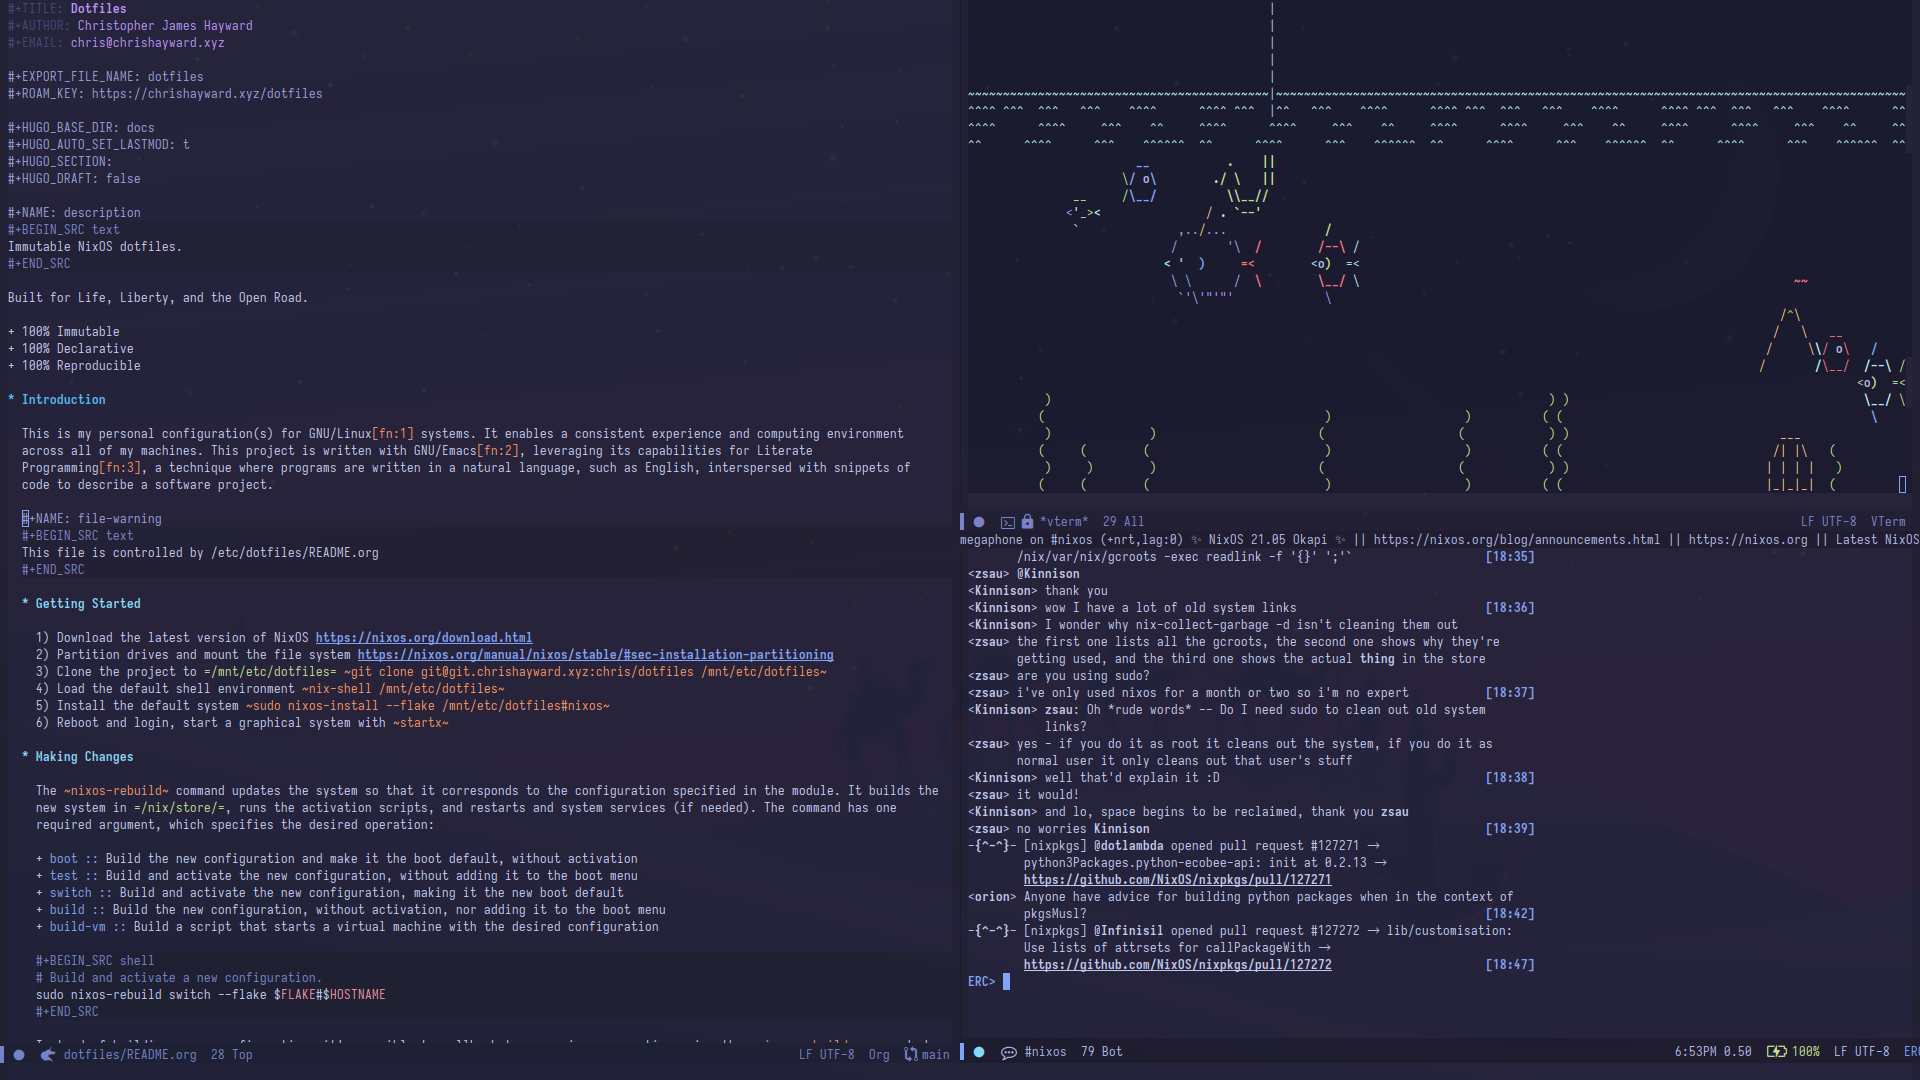 #+TITLE: Dotfiles
#+AUTHOR: Christopher James Hayward
#+EMAIL: chris@chrishayward.xyz
#+EXPORT_FILE_NAME: dotfiles
#+ROAM_KEY: https://chrishayward.xyz/dotfiles
#+HUGO_BASE_DIR: docs
#+HUGO_AUTO_SET_LASTMOD: t
#+HUGO_SECTION:
#+HUGO_DRAFT: false
#+NAME: description
#+BEGIN_SRC text
Immutable NixOS dotfiles.
#+END_SRC
Built for Life, Liberty, and the Open Road.
+ 100% Immutable
+ 100% Declarative
+ 100% Reproducible
* Introduction
This is my personal configuration(s) for GNU/Linux[fn:1] systems. It enables a consistent experience and computing environment
across all of my machines. This project is written with GNU/Emacs[fn:2], leveraging its capabilities for Literate
Programming[fn:3], a technique where programs are written in a natural language, such as English, interspersed with snippets of
code to describe a software project.
#+NAME: file-warning
#+BEGIN_SRC text
This file is controlled by /etc/dotfiles/README.org
#+END_SRC
* Getting Started
1) Download the latest version of NixOS https://nixos.org/download.html
2) Partition drives and mount the file system https://nixos.org/manual/nixos/stable/#sec-installation-partitioning
3) Clone the project to =/mnt/etc/dotfiles= ~git clone git@git.chrishayward.xyz:chris/dotfiles /mnt/etc/dotfiles~
4) Load the default shell environment ~nix-shell /mnt/etc/dotfiles~
5) Install the default system ~sudo nixos-install --flake /mnt/etc/dotfiles#nixos~
6) Reboot and login, start a graphical system with ~startx~
* Making Changes
The ~nixos-rebuild~ command updates the system so that it corresponds to the configuration specified in the module. It builds the
new system in =/nix/store/=, runs the activation scripts, and restarts and system services (if needed). The command has one
required argument, which specifies the desired operation:
+ boot :: Build the new configuration and make it the boot default, without activation
+ test :: Build and activate the new configuration, without adding it to the boot menu
+ switch :: Build and activate the new configuration, making it the new boot default
+ build :: Build the new configuration, without activation, nor adding it to the boot menu
+ build-vm :: Build a script that starts a virtual machine with the desired configuration
#+BEGIN_SRC shell
# Build and activate a new configuration.
sudo nixos-rebuild switch --flake $FLAKE#$HOSTNAME
#+END_SRC
dotfiles/README.org 28 Top LF UTF-8 Org main
*vterm* 29 All LF UTF-8 VTerm
megaphone on #nixos (+nrt,lag:0) ✨ NixOS 21.05 Okapi ✨ || https://nixos.org/blog/announcements.html || https://nixos.org || Latest NixOS
/nix/var/nix/gcroots -exec readlink -f '{}' ';'` [18:35]
<zsau> @Kinnison
<Kinnison> thank you
<Kinnison> wow I have a lot of old system links [18:36]
<Kinnison> I wonder why nix-collect-garbage -d isn't cleaning them out
<zsau> the first one lists all the gcroots, the second one shows why they're
getting used, and the third one shows the actual thing in the store
<zsau> are you using sudo?
<zsau> i've only used nixos for a month or two so i'm no expert [18:37]
<Kinnison> zsau: Oh *rude words* -- Do I need sudo to clean out old system
links?
<zsau> yes - if you do it as root it cleans out the system, if you do it as
normal user it only cleans out that user's stuff
<Kinnison> well that'd explain it :D [18:38]
<zsau> it would!
<Kinnison> and lo, space begins to be reclaimed, thank you zsau
<zsau> no worries Kinnison [18:39]
-{^-^}- [nixpkgs] @dotlambda opened pull request #127271 →
python3Packages.python-ecobee-api: init at 0.2.13 →
https://github.com/NixOS/nixpkgs/pull/127271
<orion> Anyone have advice for building python packages when in the context of
pkgsMusl? [18:42]
-{^-^}- [nixpkgs] @Infinisil opened pull request #127272 → lib/customisation:
Use lists of attrsets for callPackageWith →
https://github.com/NixOS/nixpkgs/pull/127272 [18:47]
ERC>
#nixos 79 Bot 6:53PM 0.50 100% LF UTF-8 ER